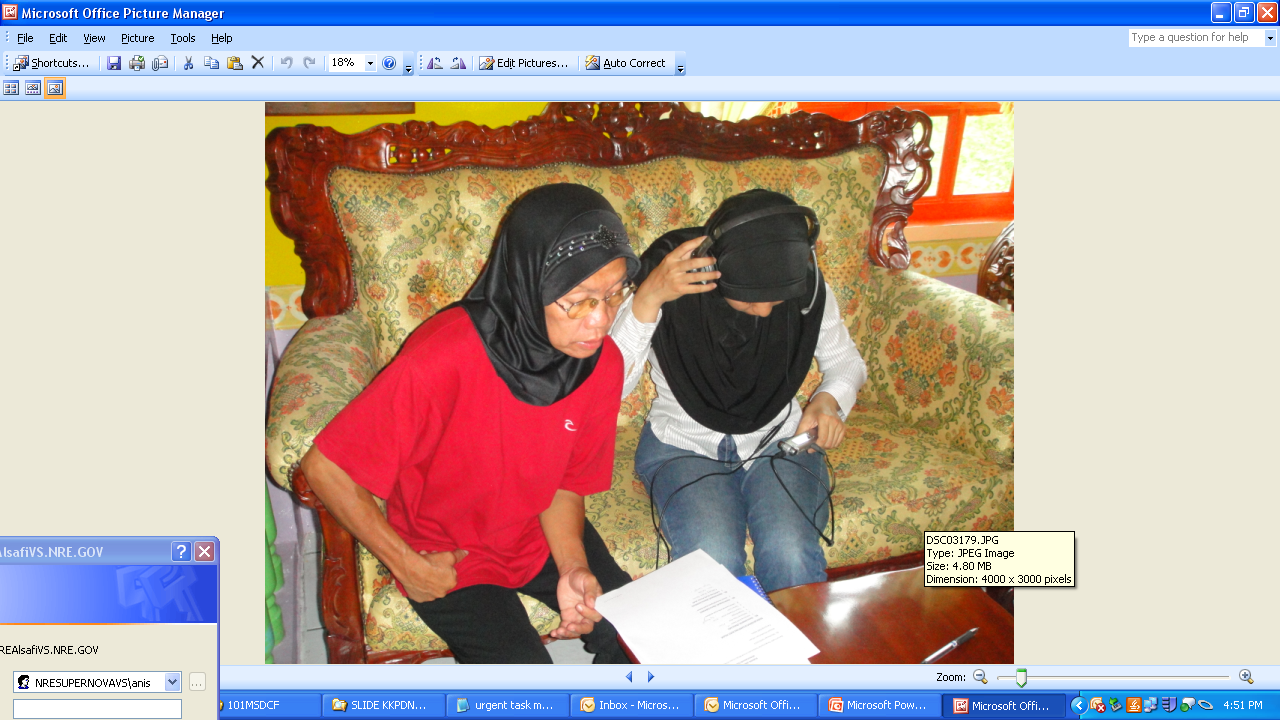 Microsoft Office Picture Manager
File Edit View Picture Tools Help
Type a question for help
Shortcuts... 18% Edit Pictures... Auto Correct
DSC03179.JPG
Type: JPEG Image
Size: 4.80 MB
Dimension: 4000 x 3000 pixels
AlsafiVS.NRE.GOV
REAlsafiVS.NRE.GOV
NRESUPERNOVAVS\anis
...
Zoom:
101MSDCF
SLIDE KKPDN...
urgent task m...
Inbox - Micros...
Microsoft Offi...
Microsoft Pow...
Microsoft Offi...
4:51 PM